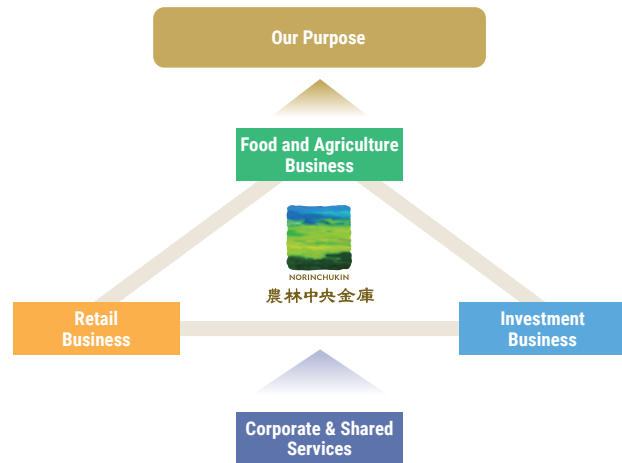 Our Purpose
Food and Agriculture
Business
NORINCHUKIN
農林中央金庫
Retail
Business
Investment
Business
Corporate & Shared
Services